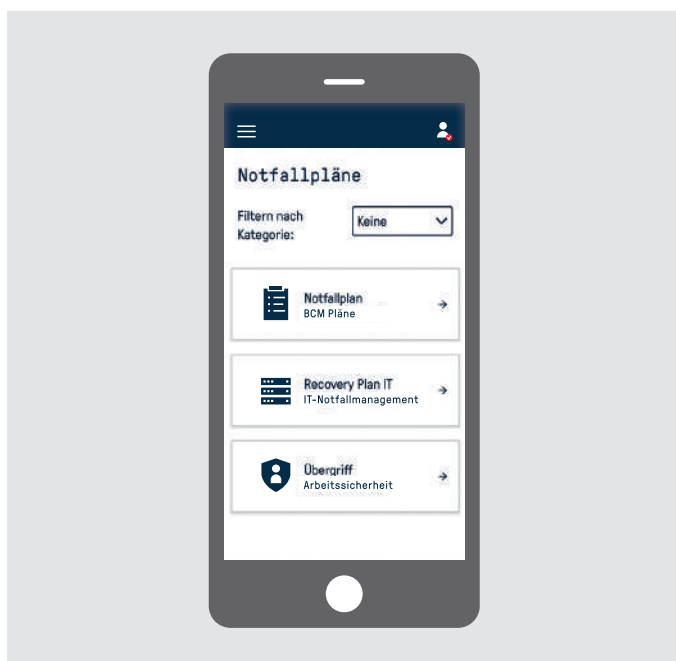 Notfallpläne
Filtern nach
Kategorie:
Keine
Notfallplan
BCM Pläne
Recovery Plan IT
IT-Notfallmanagement
Übergriff
Arbeitssicherheit